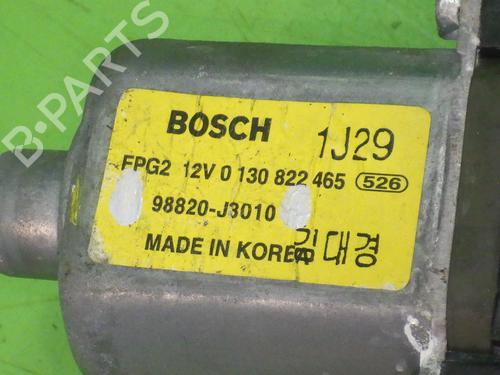 B-PARTS
BOSCH
1J29
FPG2 12V 0 130 822 465 526
98820-J3010
MADE IN KOREA
김대경